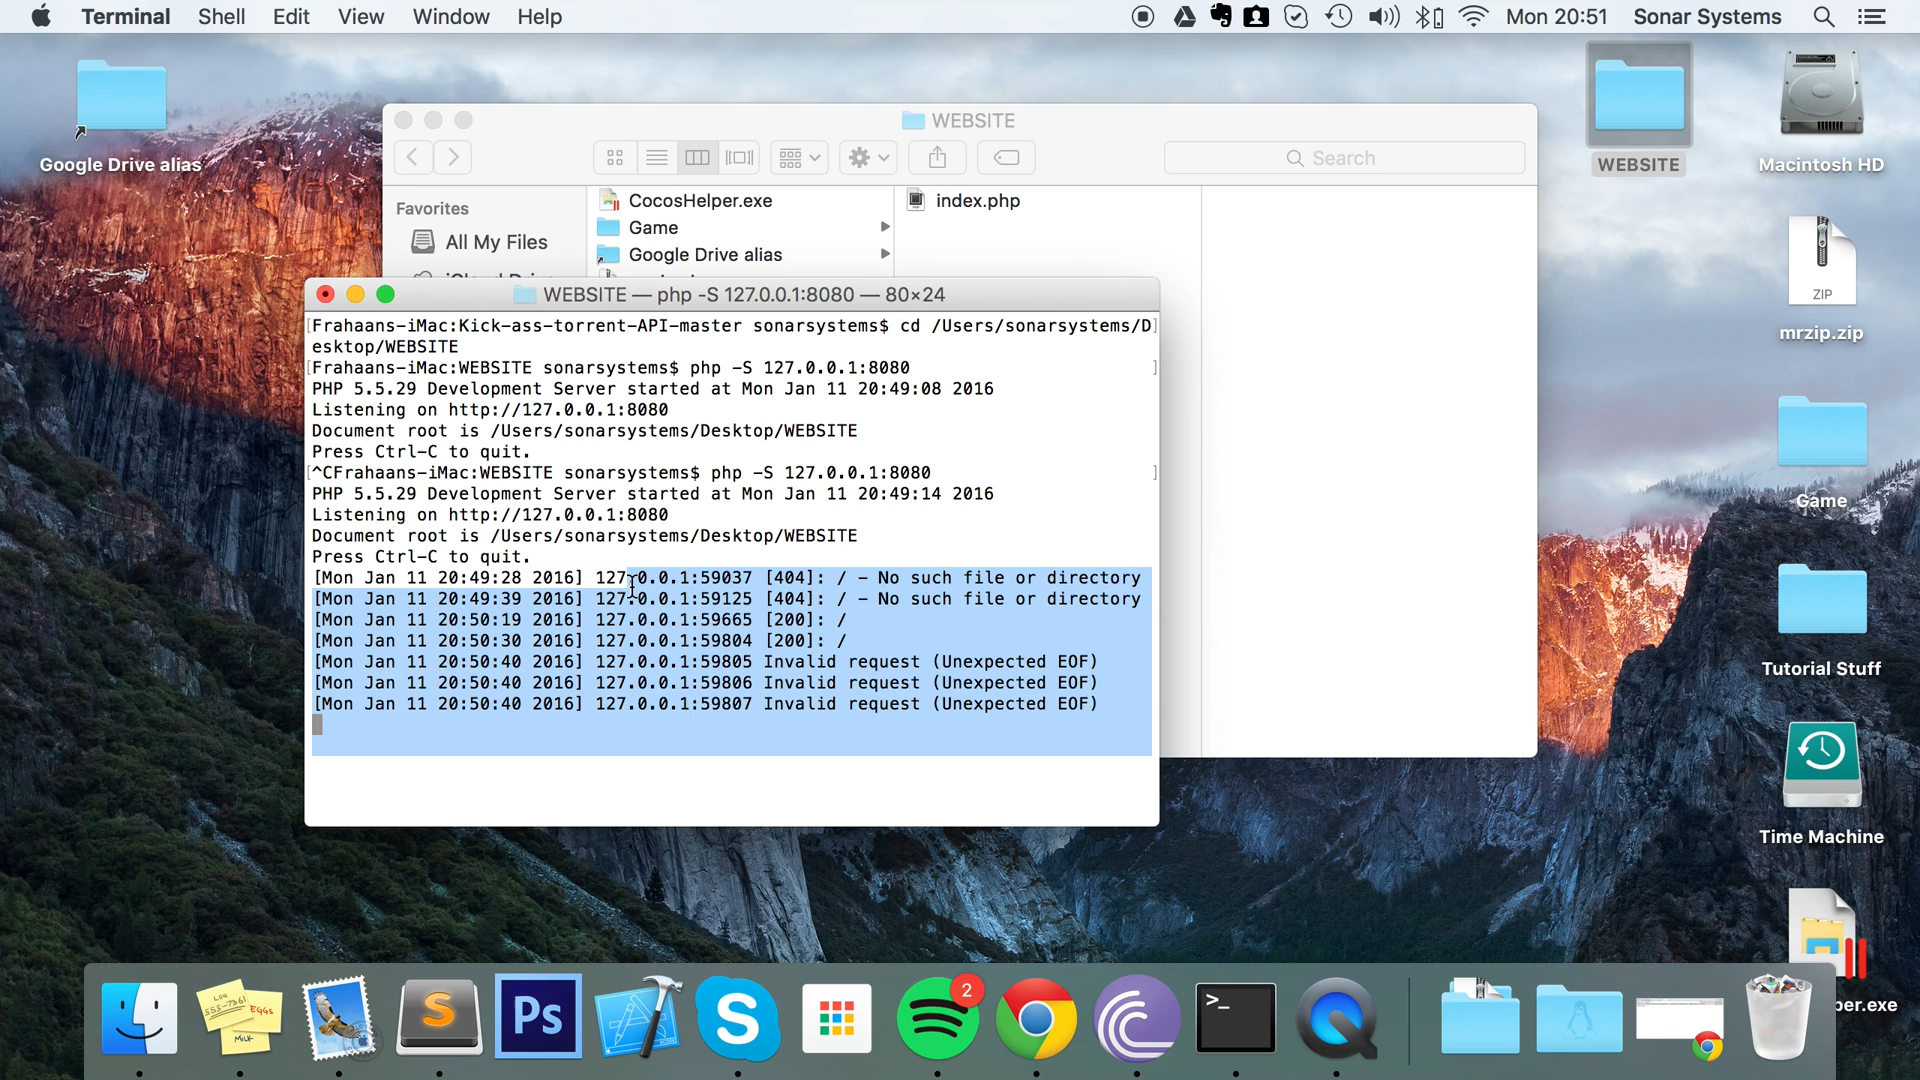 Terminal Shell Edit View Window Help
Mon 20:51 Sonar Systems
Google Drive alias
WEBSITE
Macintosh HD
WEBSITE
Search
Favorites
All My Files
CocosHelper.exe
Game
Google Drive alias
index.php
ZIP
mrzip.zip
Game
Tutorial Stuff
Time Machine
per.exe
WEBSITE — php -S 127.0.0.1:8080 — 80×24
Frahaans-iMac:Kick-ass-torrent-API-master sonarsystems$ cd /Users/sonarsystems/D
esktop/WEBSITE
Frahaans-iMac:WEBSITE sonarsystems$ php -S 127.0.0.1:8080
PHP 5.5.29 Development Server started at Mon Jan 11 20:49:08 2016
Listening on http://127.0.0.1:8080
Document root is /Users/sonarsystems/Desktop/WEBSITE
Press Ctrl-C to quit.
^CFrahaans-iMac:WEBSITE sonarsystems$ php -S 127.0.0.1:8080
PHP 5.5.29 Development Server started at Mon Jan 11 20:49:14 2016
Listening on http://127.0.0.1:8080
Document root is /Users/sonarsystems/Desktop/WEBSITE
Press Ctrl-C to quit.
[Mon Jan 11 20:49:28 2016] 127.0.0.1:59037 [404]: / - No such file or directory
[Mon Jan 11 20:49:39 2016] 127.0.0.1:59125 [404]: / - No such file or directory
[Mon Jan 11 20:50:19 2016] 127.0.0.1:59665 [200]: /
[Mon Jan 11 20:50:30 2016] 127.0.0.1:59804 [200]: /
[Mon Jan 11 20:50:40 2016] 127.0.0.1:59805 Invalid request (Unexpected EOF)
[Mon Jan 11 20:50:40 2016] 127.0.0.1:59806 Invalid request (Unexpected EOF)
[Mon Jan 11 20:50:40 2016] 127.0.0.1:59807 Invalid request (Unexpected EOF)
LOU
555-7361
EGGS
MILK
S
Ps
S
2
>_